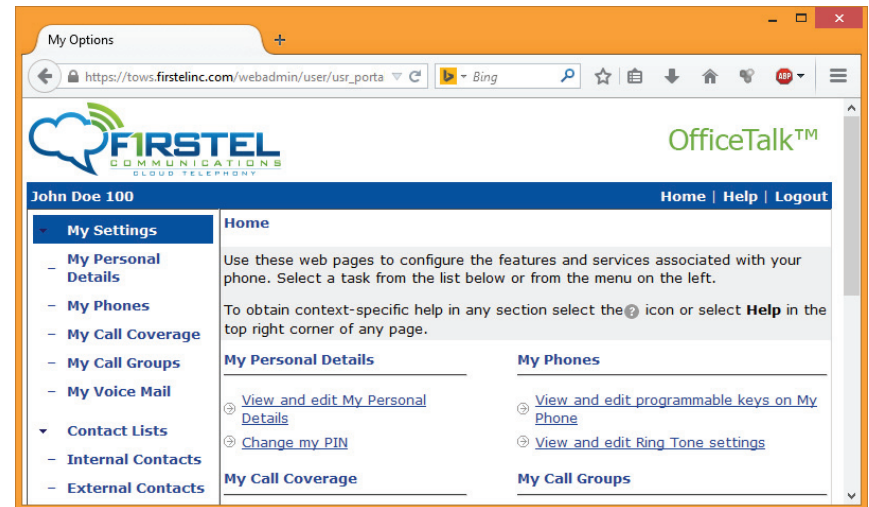 My Options
https://tows.firstelinc.com/webadmin/user/usr_porta
Bing
ABP
F1RSTEL
COMMUNICATIONS
CLOUD TELEPHONY
OfficeTalk™
John Doe 100
Home | Help | Logout
My Settings
– My Personal
Details
– My Phones
– My Call Coverage
– My Call Groups
– My Voice Mail
Contact Lists
– Internal Contacts
– External Contacts
Home
Use these web pages to configure the features and services associated with your
phone. Select a task from the list below or from the menu on the left.
To obtain context-specific help in any section select the ? icon or select Help in the
top right corner of any page.
My Personal Details
View and edit My Personal
Details
Change my PIN
My Phones
View and edit programmable keys on My
Phone
View and edit Ring Tone settings
My Call Coverage
My Call Groups